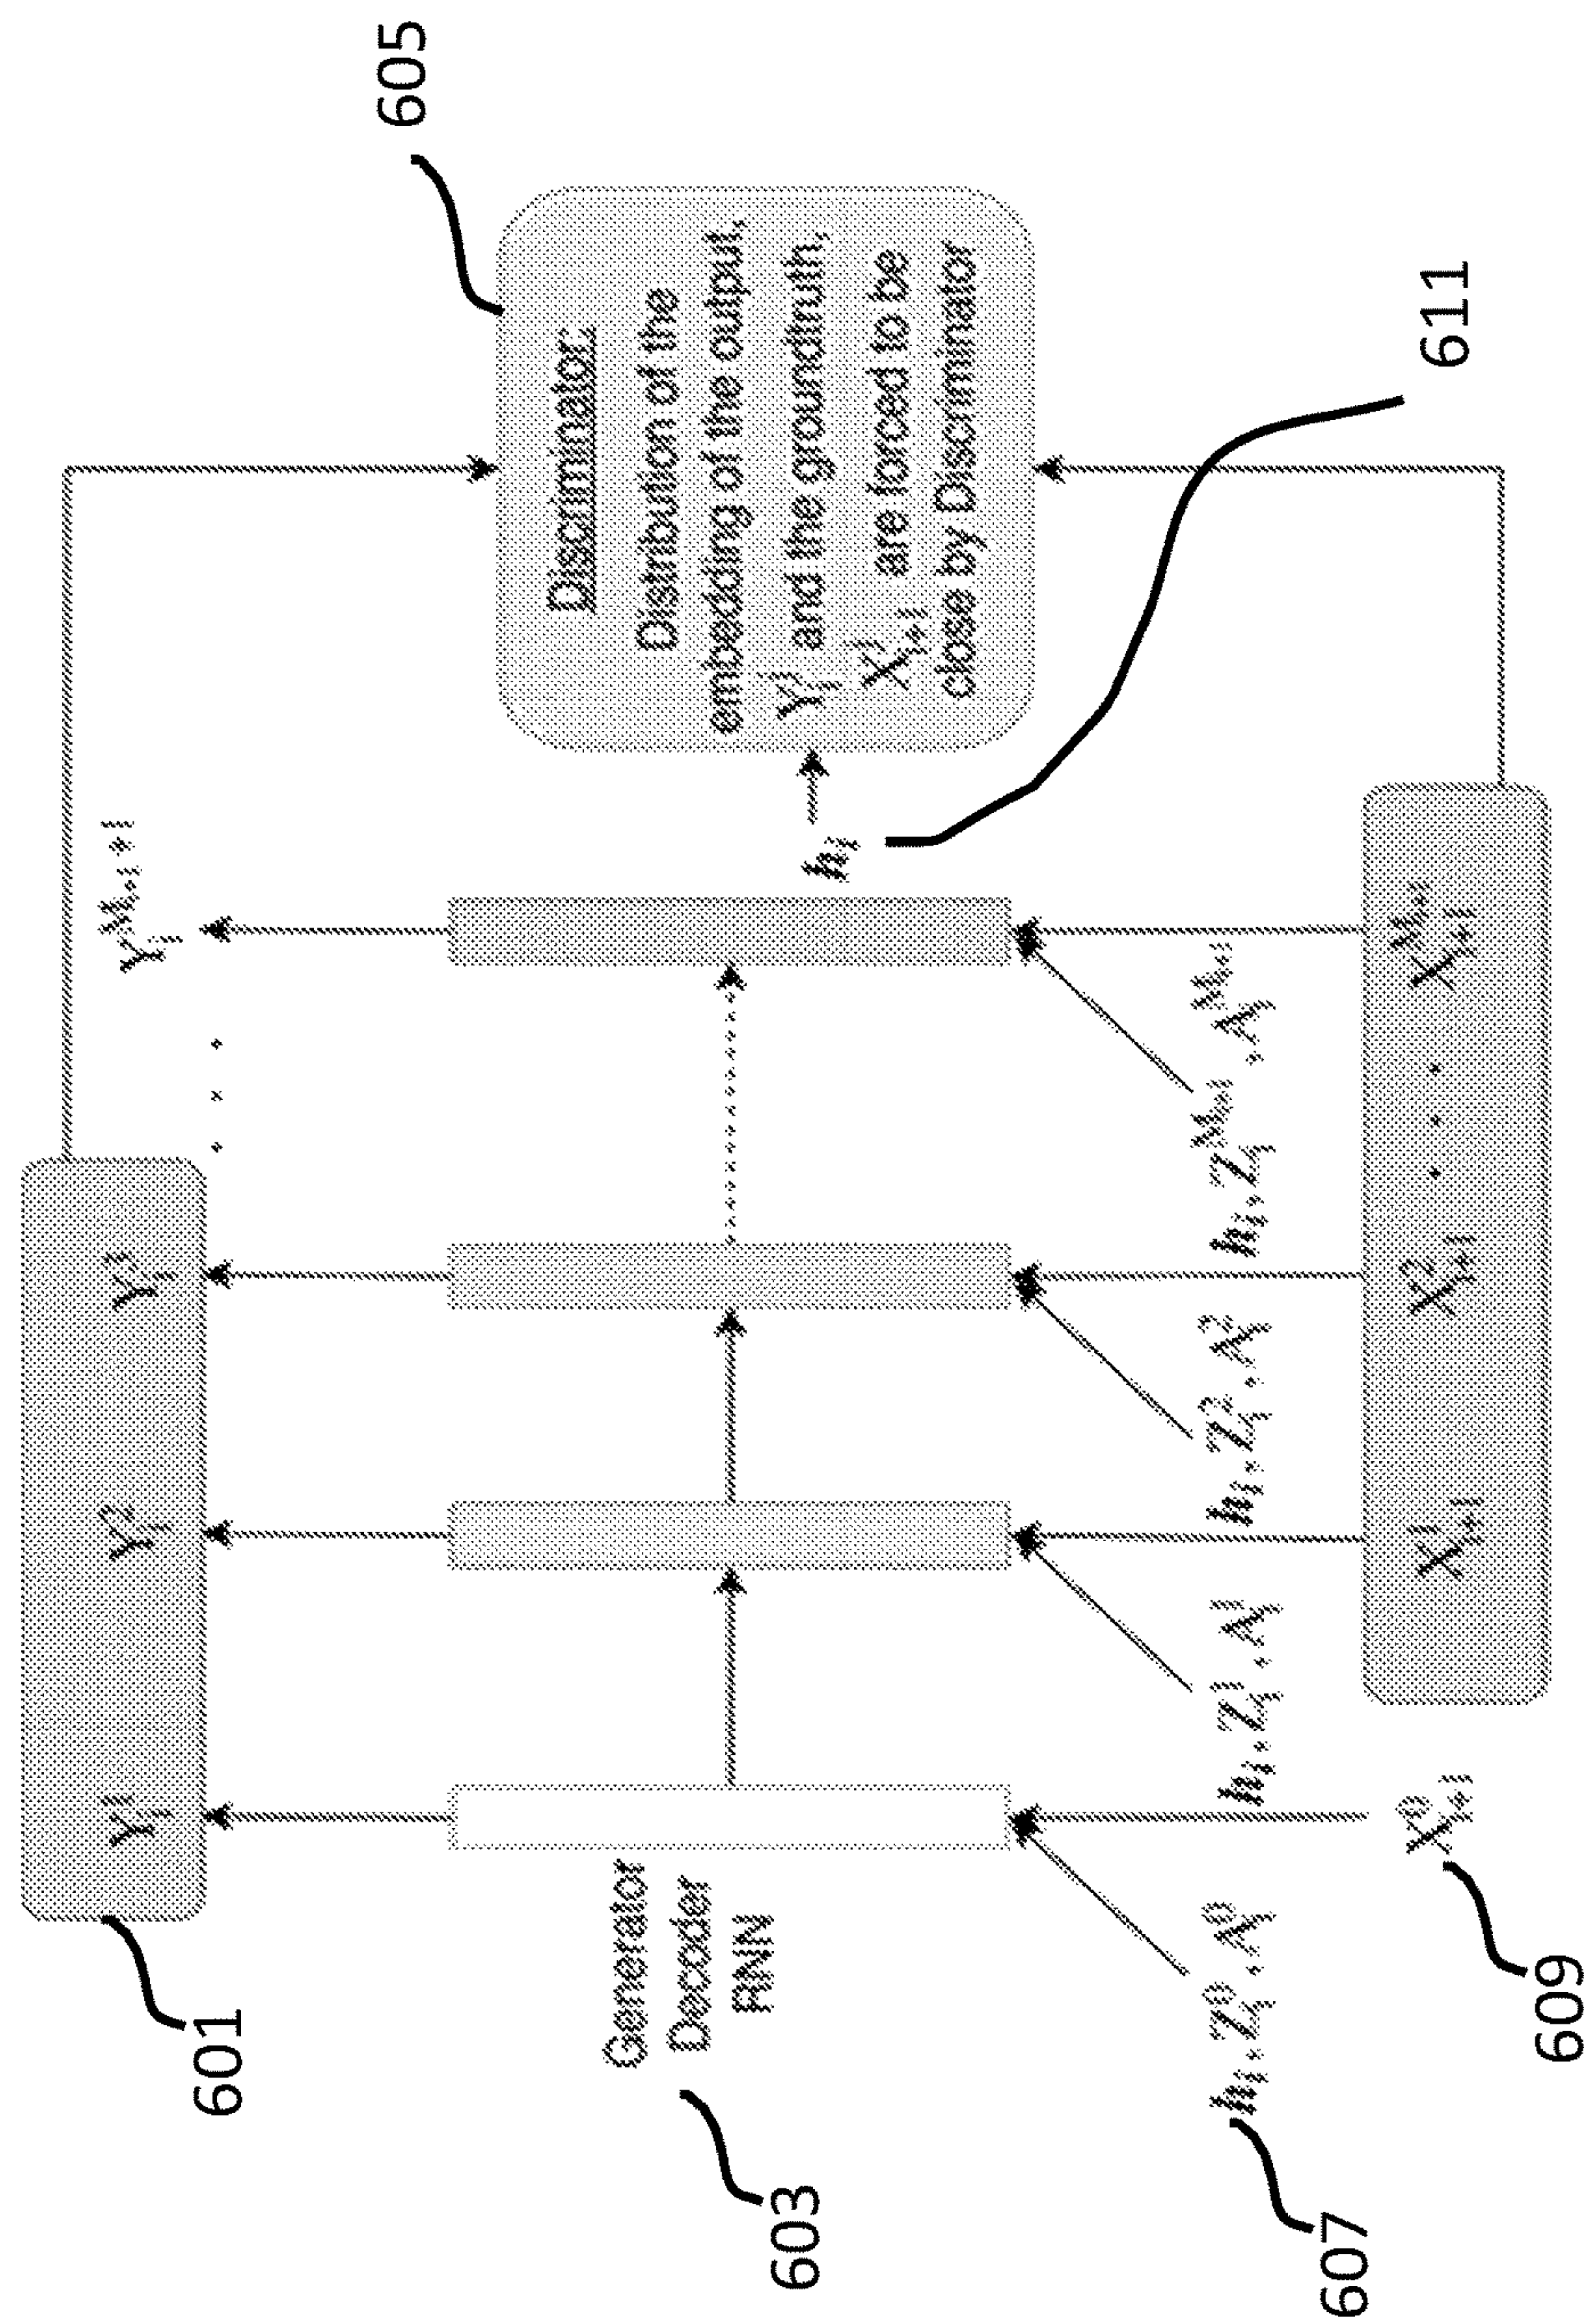 601
Y_i^1 Y_i^2 Y_i^3 . . . Y_i^{M_{i+1}+1}
603
Generator
Decoder
RNN
605
Discriminator:
Distribution of the
embedding of the output,
Y_i^j and the groundtruth,
X_{i+1}^j are forced to be
close by Discriminator
h_i
611
607
h_i, Z_i^0, A_i^0
h_i, Z_i^1, A_i^1
h_i, Z_i^2, A_i^2
h_i, Z_i^{M_{i+1}}, A_i^{M_{i+1}}
609
X_{i+1}^0
X_{i+1}^1 X_{i+1}^2 . . . . X_{i+1}^{M_{i+1}}